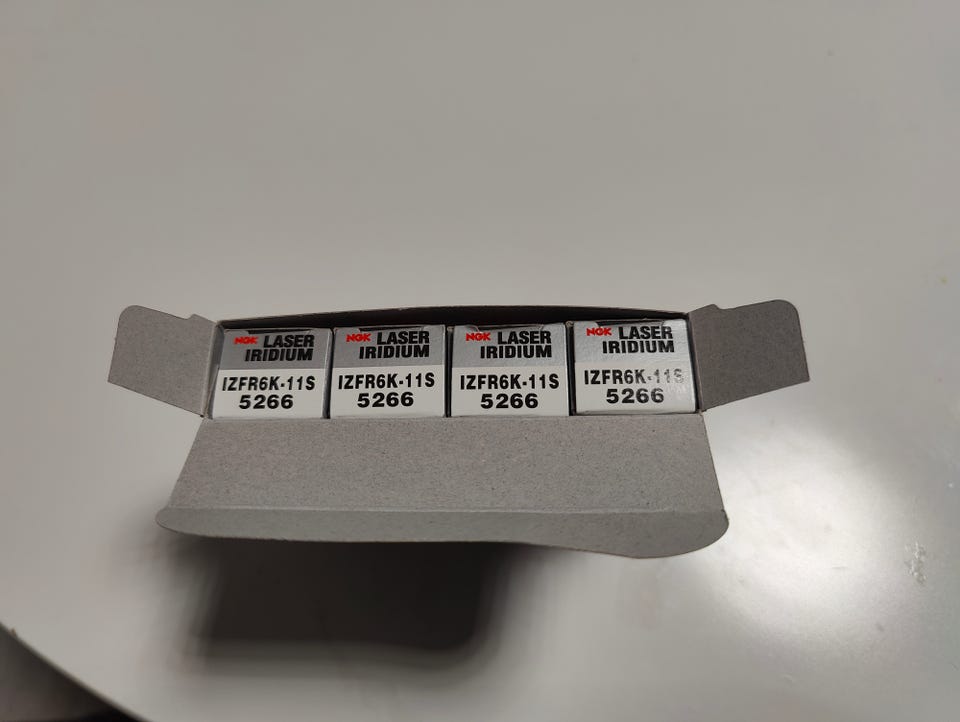 NGK LASER
IRIDIUM
IZFR6K-11S
5266
NGK LASER
IRIDIUM
IZFR6K-11S
5266
NGK LASER
IRIDIUM
IZFR6K-11S
5266
NGK LASER
IRIDIUM
IZFR6K-11S
5266